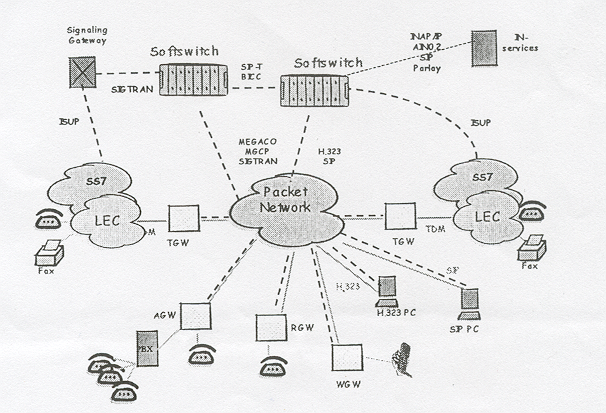 Signaling
Gateway
Softswitch
Softswitch
SIGTRAN
SIP-T
BICC
INAP/IP
AIN0.2
SIP
Parlay
IN-
services
ISUP
ISUP
MEGACO
MGCP
SIGTRAN
H.323
SIP
SS7
LEC
Packet
Network
SS7
LEC
Fax
M
TGW
TGW
TDM
Fax
H.323
SIP
H.323 PC
SIP PC
AGW
RGW
WGW
PBX